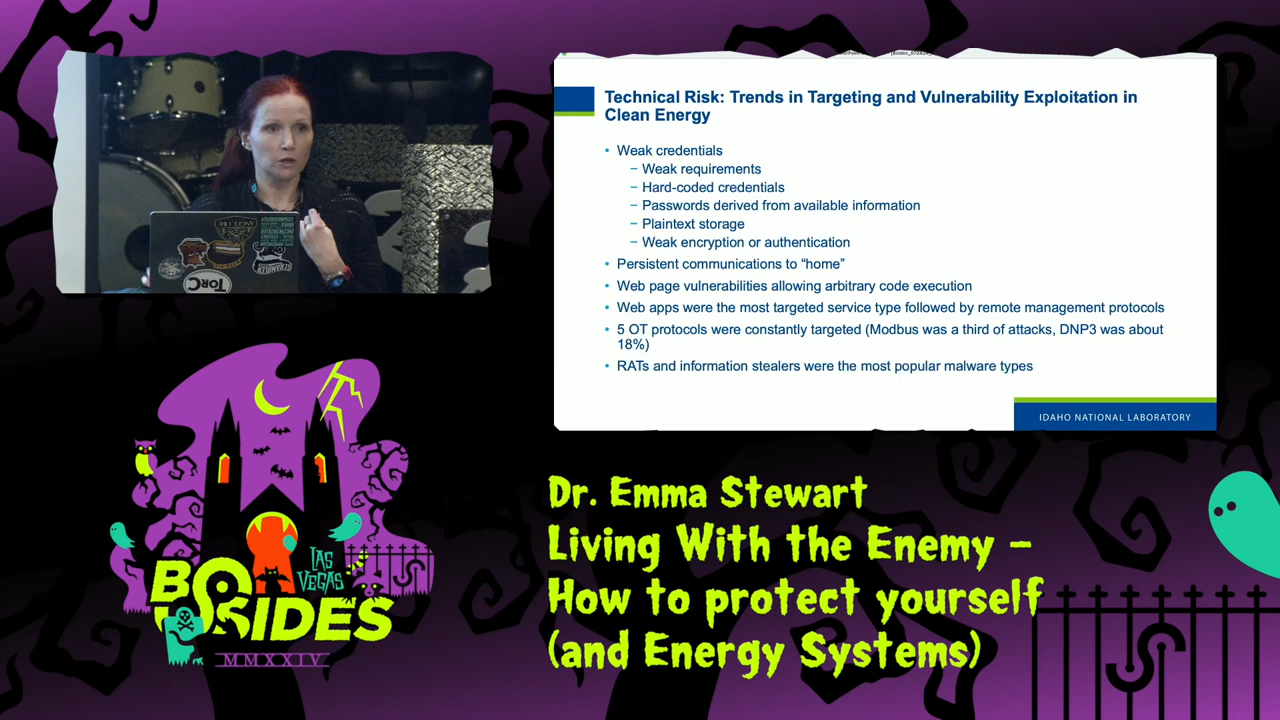 Technical Risk: Trends in Targeting and Vulnerability Exploitation in
Clean Energy
• Weak credentials
– Weak requirements
– Hard-coded credentials
– Passwords derived from available information
– Plaintext storage
– Weak encryption or authentication
• Persistent communications to “home”
• Web page vulnerabilities allowing arbitrary code execution
• Web apps were the most targeted service type followed by remote management protocols
• 5 OT protocols were constantly targeted (Modbus was a third of attacks, DNP3 was about
18%)
• RATs and information stealers were the most popular malware types
IDAHO NATIONAL LABORATORY
TorC
LAS
VEGAS
BSIDES
MMXXIV
Dr. Emma Stewart
Living With the Enemy –
How to protect yourself
(and Energy Systems)